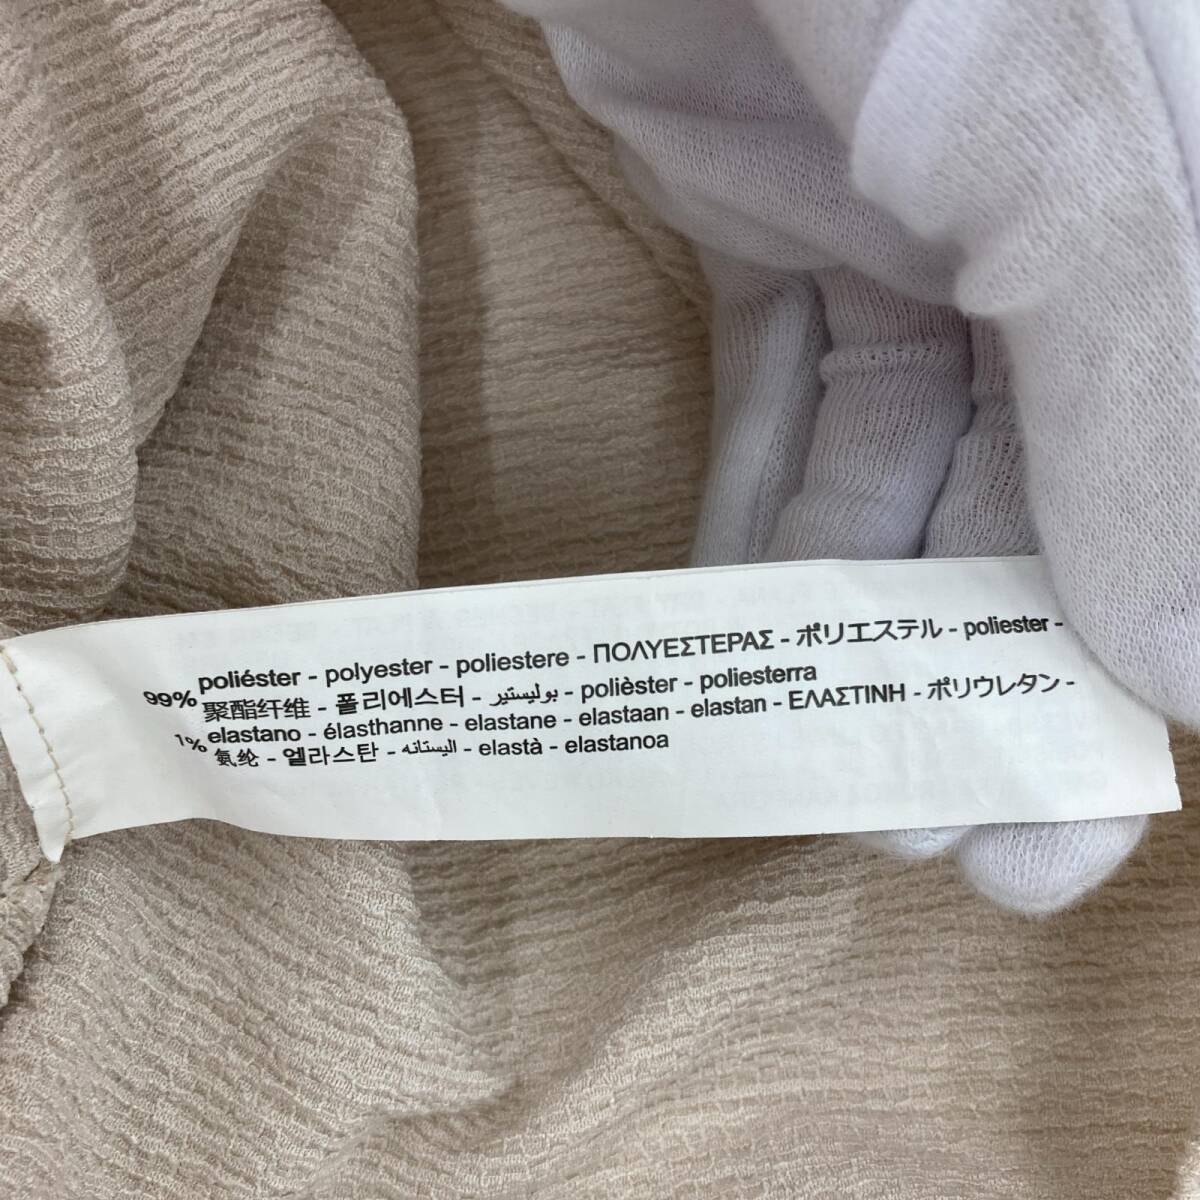 99% poliéster - polyester - poliestere - ΠΟΛΥΕΣΤΕΡΑΣ - ポリエステル - poliester -
聚酯纤维 - 폴리에스터 - بوليستير - polièster - poliesterra
1% elastano - élasthanne - elastane - elastaan - elastan - ΕΛΑΣΤΙΝΗ - ポリウレタン -
氨纶 - 엘라스탄 - اليستانه - elastà - elastanoa